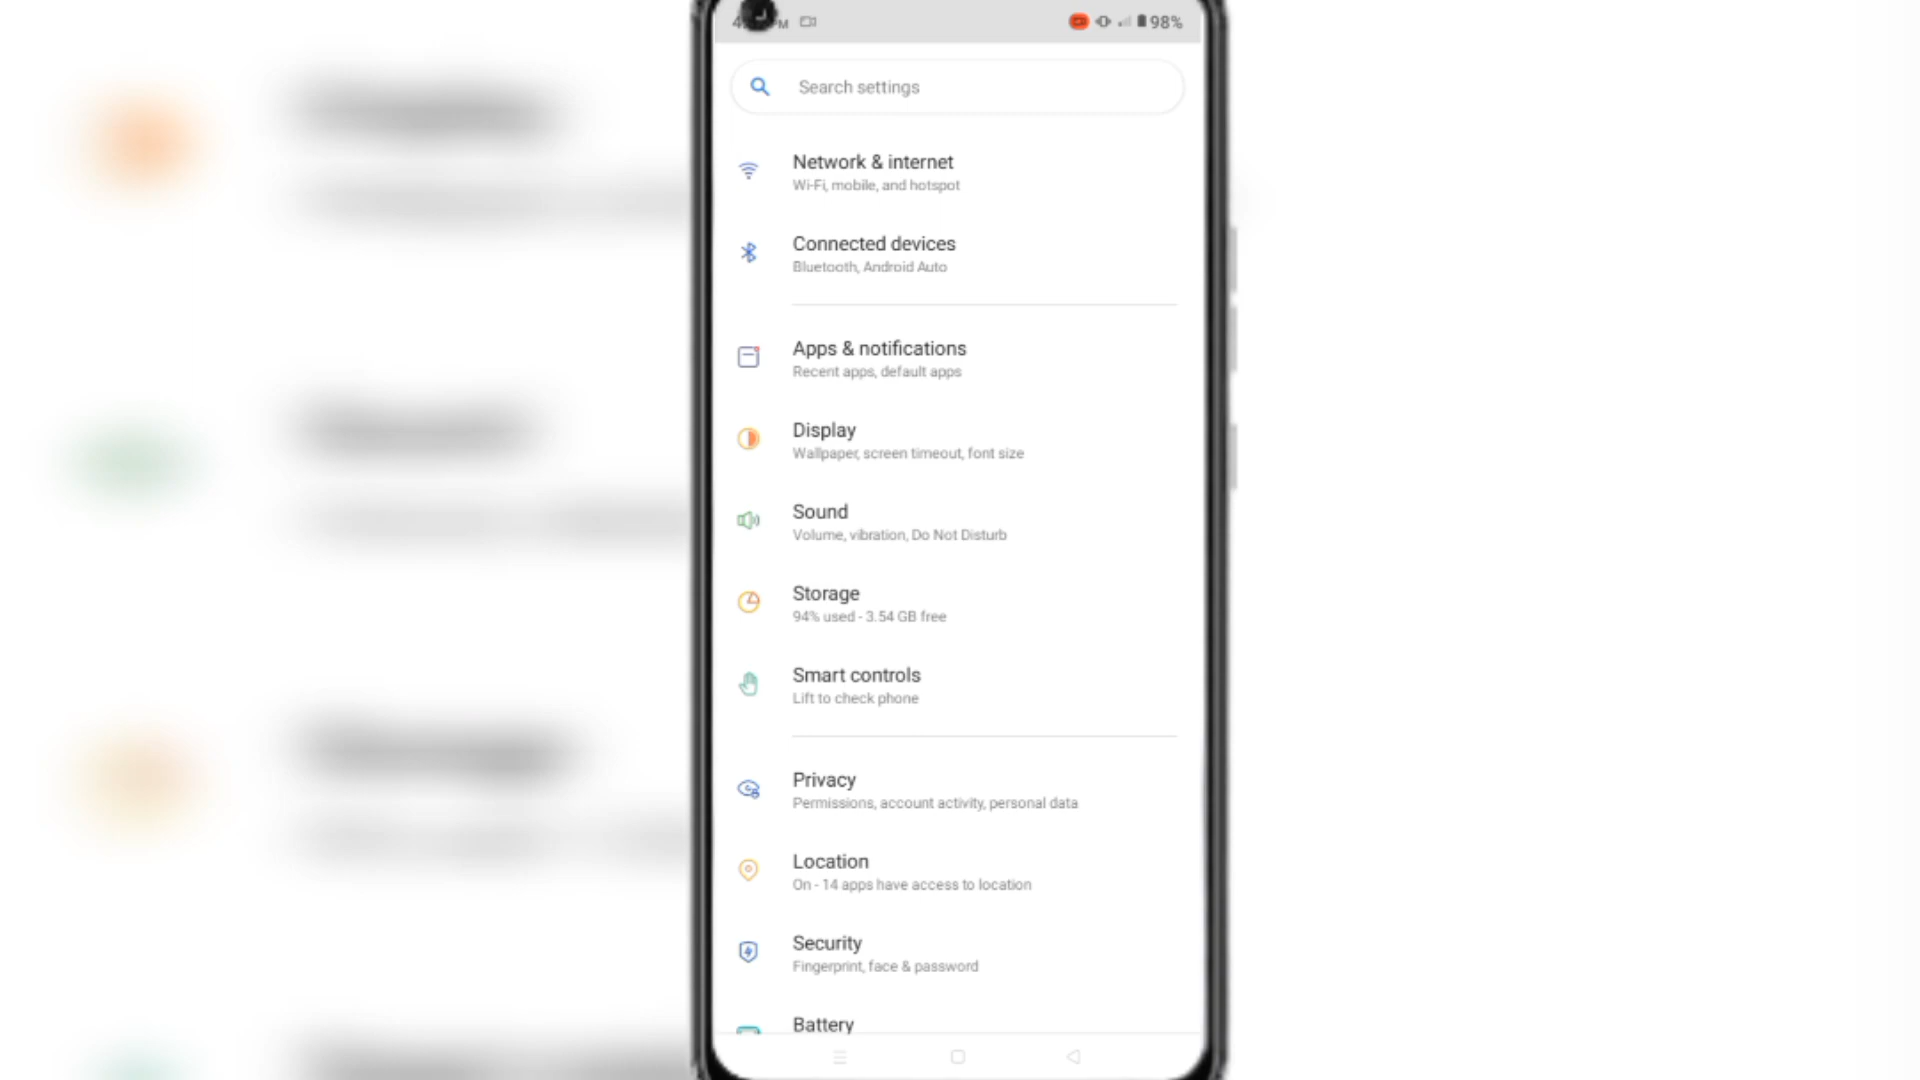 98%
Search settings
Network & internet
Wi-Fi, mobile, and hotspot
Connected devices
Bluetooth, Android Auto
Apps & notifications
Recent apps, default apps
Display
Wallpaper, screen timeout, font size
Sound
Volume, vibration, Do Not Disturb
Storage
94% used - 3.54 GB free
Smart controls
Lift to check phone
Privacy
Permissions, account activity, personal data
Location
On - 14 apps have access to location
Security
Fingerprint, face & password
Battery